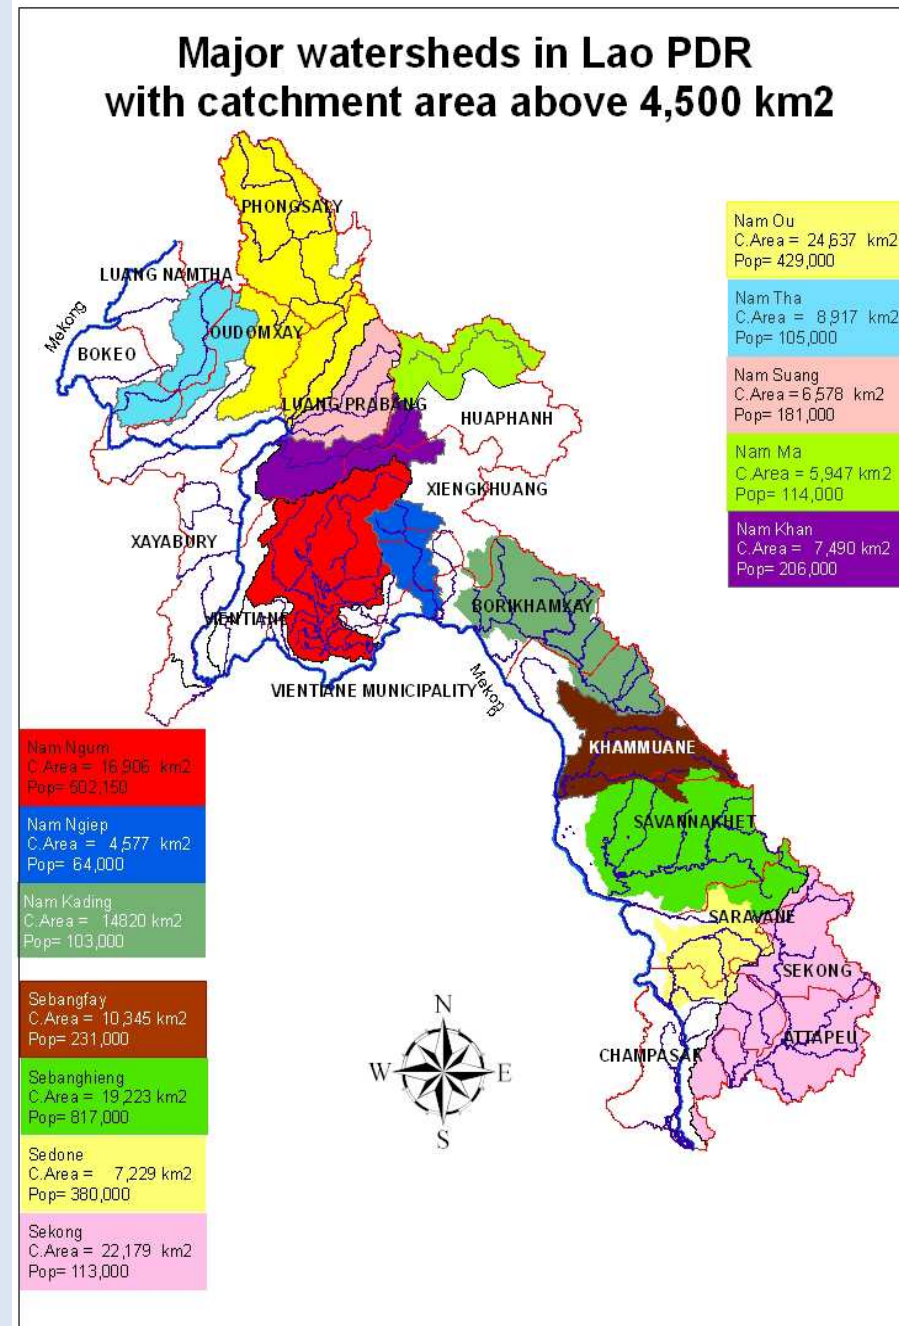 Major watersheds in Lao PDR
with catchment area above 4,500 km2
PHONGSALY
LUANG NAMTHA
Mekong
BOKEO
OUDOMXAY
LUANG PRABANG
HUAPHANH
XIENGKHUANG
XAYABURY
BORIKHAMXAY
VIENTIANE
VIENTIANE MUNICIPALITY
Mekong
KHAMMUANE
SAVANNAKHET
SARAVANE
SEKONG
ATTAPEU
CHAMPASAK
Nam Ou
C.Area = 24,637 km2
Pop= 429,000
Nam Tha
C.Area = 8,917 km2
Pop= 105,000
Nam Suang
C.Area = 6,578 km2
Pop= 181,000
Nam Ma
C.Area = 5,947 km2
Pop= 114,000
Nam Khan
C.Area = 7,490 km2
Pop= 206,000
Nam Ngum
C.Area = 16,906 km2
Pop= 502,150
Nam Ngiep
C.Area = 4,577 km2
Pop= 64,000
Nam Kading
C.Area = 14820 km2
Pop= 103,000
Sebangfay
C.Area = 10,345 km2
Pop= 231,000
Sebanghieng
C.Area = 19,223 km2
Pop= 817,000
Sedone
C.Area = 7,229 km2
Pop= 380,000
Sekong
C.Area = 22,179 km2
Pop= 113,000
N
W
E
S